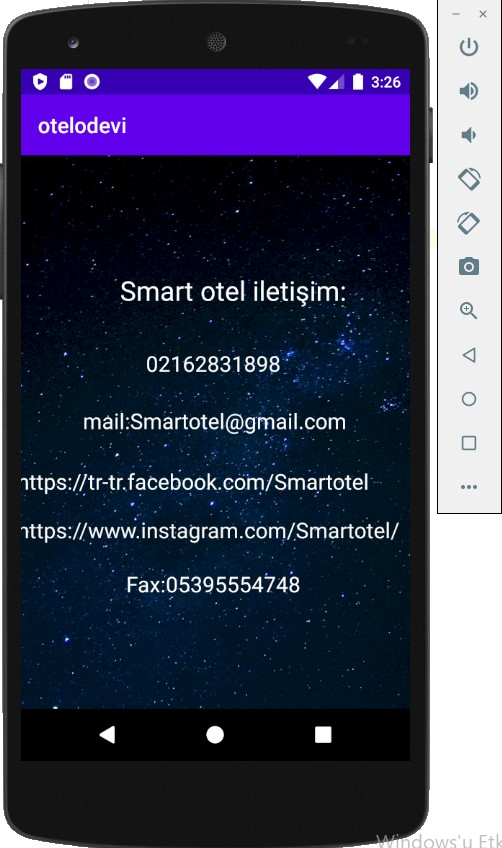 3:26
otelodevi
Smart otel iletişim:
02162831898
mail:Smartotel@gmail.com
https://tr-tr.facebook.com/Smartotel
https://www.instagram.com/Smartotel/
Fax:05395554748
Windows'u Etk